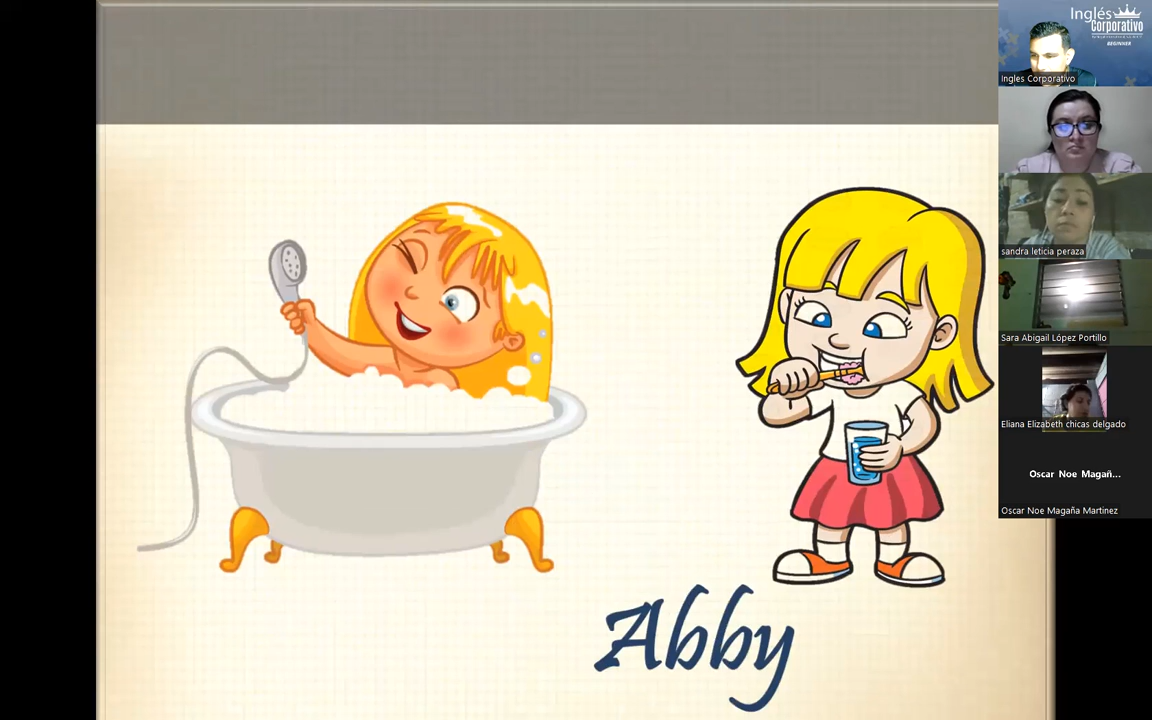 Abby
Inglés
Corporativo
BEGINNER
Ingles Corporativo
sandra leticia peraza
Sara Abigail López Portillo
Eliana Elizabeth chicas delgado
Oscar Noe Magañ...
Oscar Noe Magaña Martinez